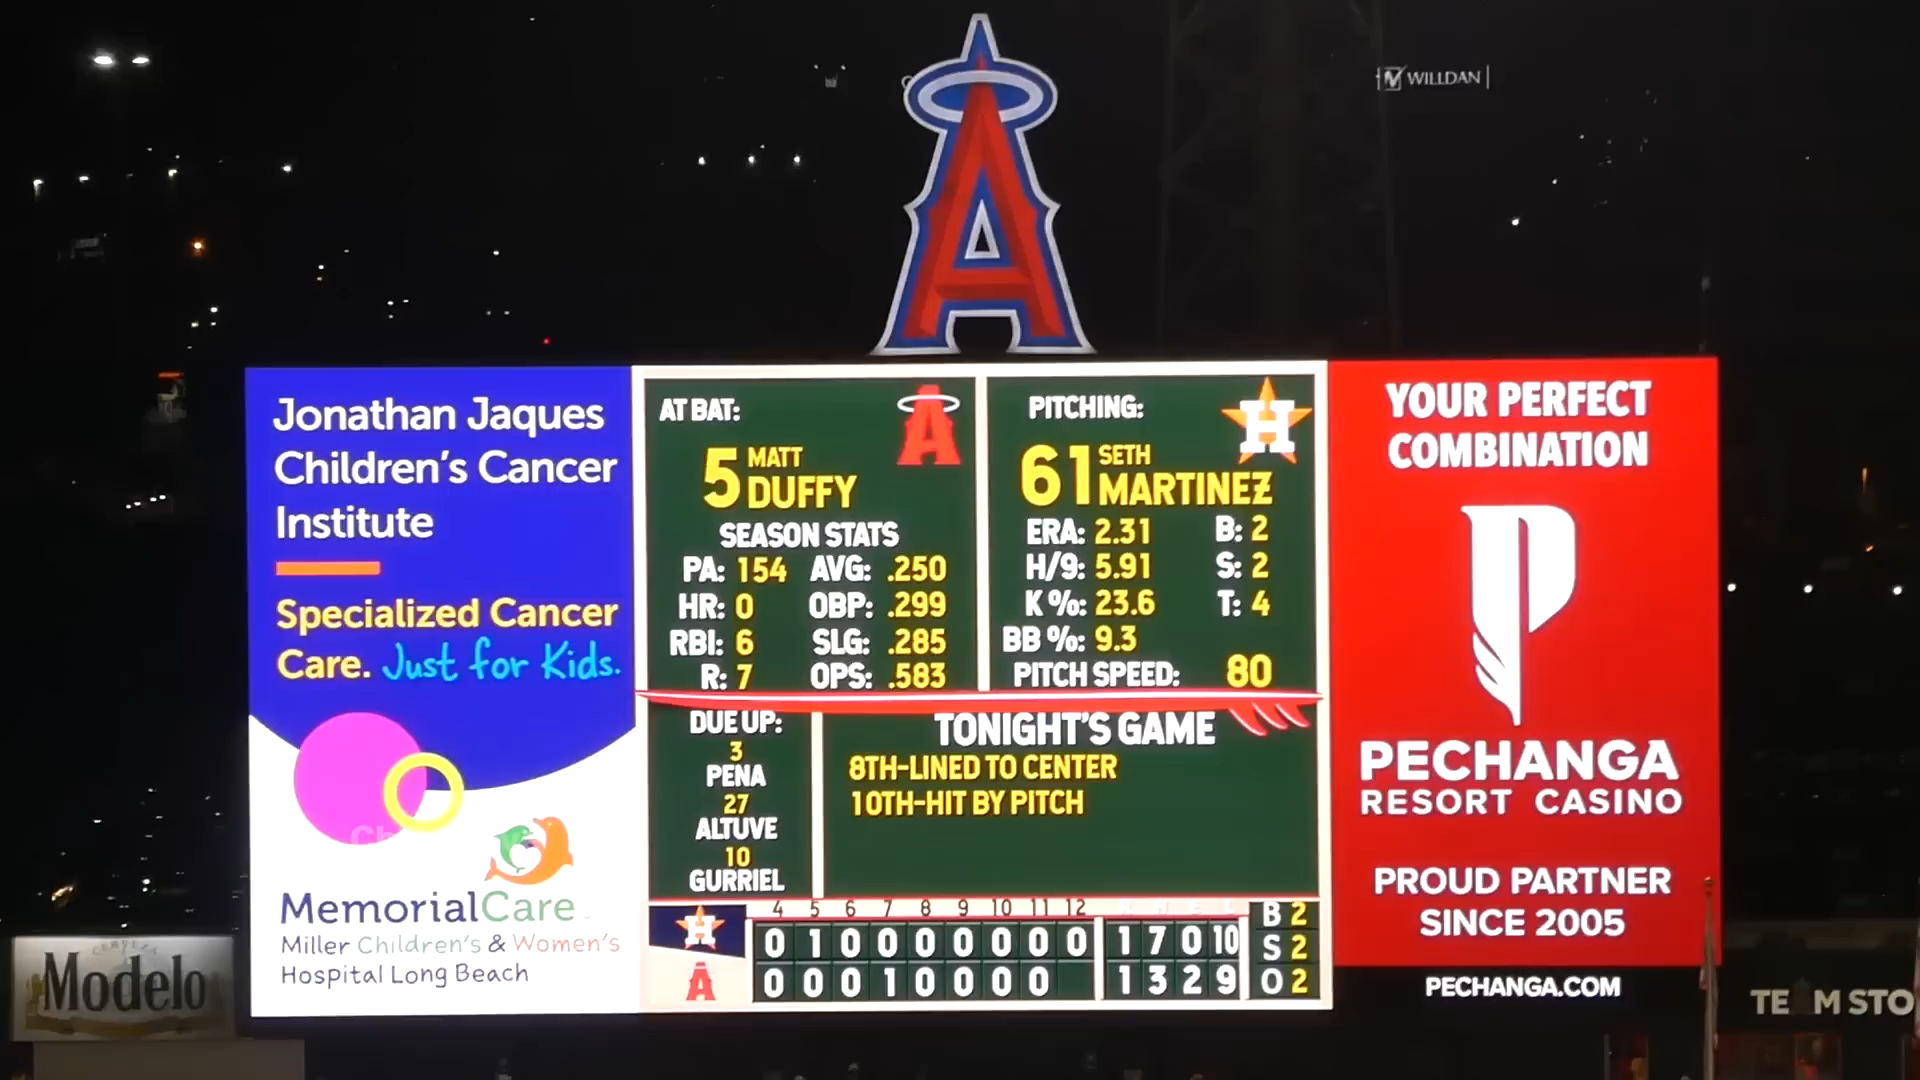 WILLDAN
Jonathan Jaques
Children's Cancer
Institute
Specialized Cancer
Care. Just for Kids.
MemorialCare
Miller Children's & Women's
Hospital Long Beach
AT BAT:
5 MATT
DUFFY
SEASON STATS
PA: 154 AVG: .250
HR: 0 OBP: .299
RBI: 6 SLG: .285
R: 7 OPS: .583
PITCHING:
H
61 SETH
MARTINEZ
ERA: 2.31 B: 2
H/9: 5.91 S: 2
K %: 23.6 T: 4
BB %: 9.3
PITCH SPEED: 80
DUE UP:
3
PENA
27
ALTUVE
10
GURRIEL
TONIGHT'S GAME
8TH-LINED TO CENTER
10TH-HIT BY PITCH
4 5 6 7 8 9 10 11 12 R H E L B 2
0 1 0 0 0 0 0 0 0 1 7 0 10 S 2
0 0 0 1 0 0 0 0 1 3 2 9 O 2
YOUR PERFECT
COMBINATION
PECHANGA
RESORT CASINO
PROUD PARTNER
SINCE 2005
PECHANGA.COM
CERVEZA
Modelo
TEAM STO